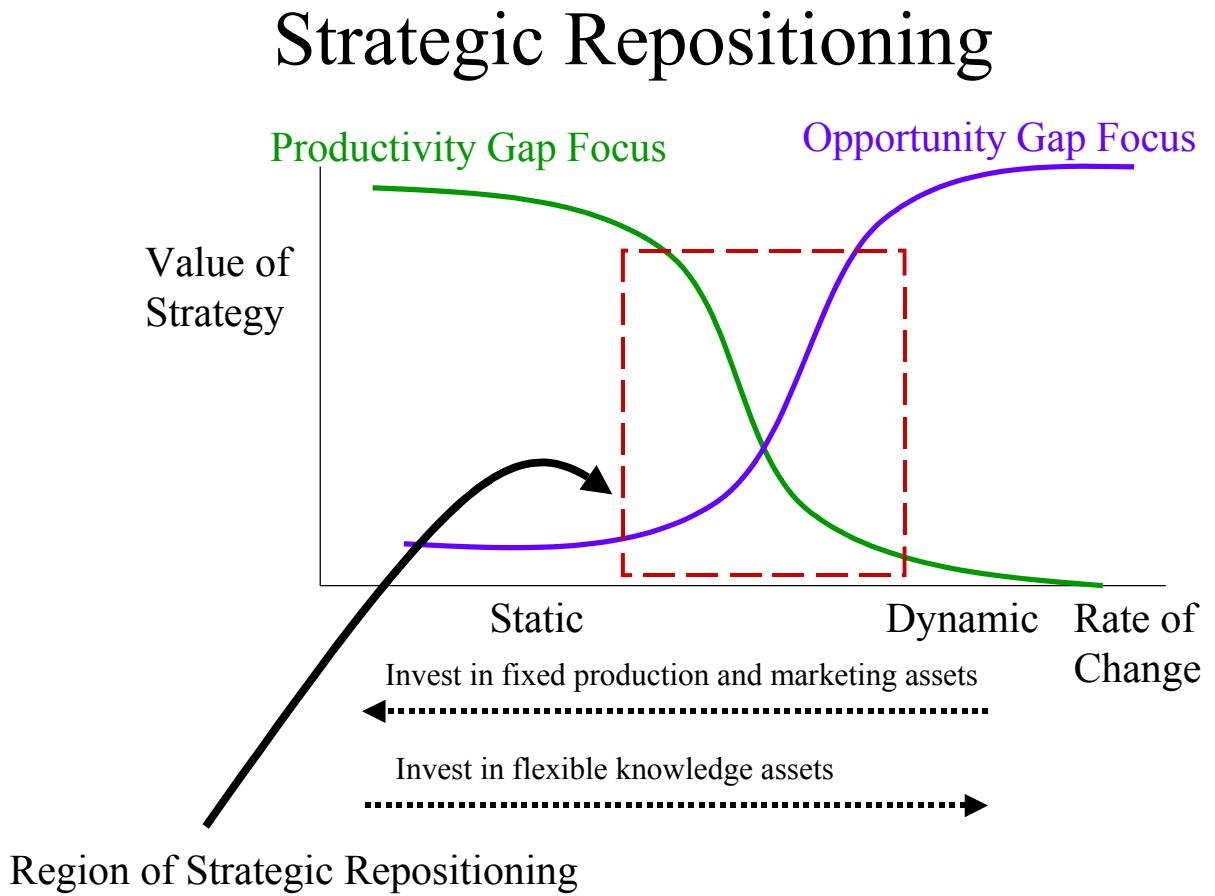 Strategic Repositioning
Productivity Gap Focus
Opportunity Gap Focus
Value of
Strategy
Static
Dynamic
Rate of
Change
Invest in fixed production and marketing assets
Invest in flexible knowledge assets
Region of Strategic Repositioning